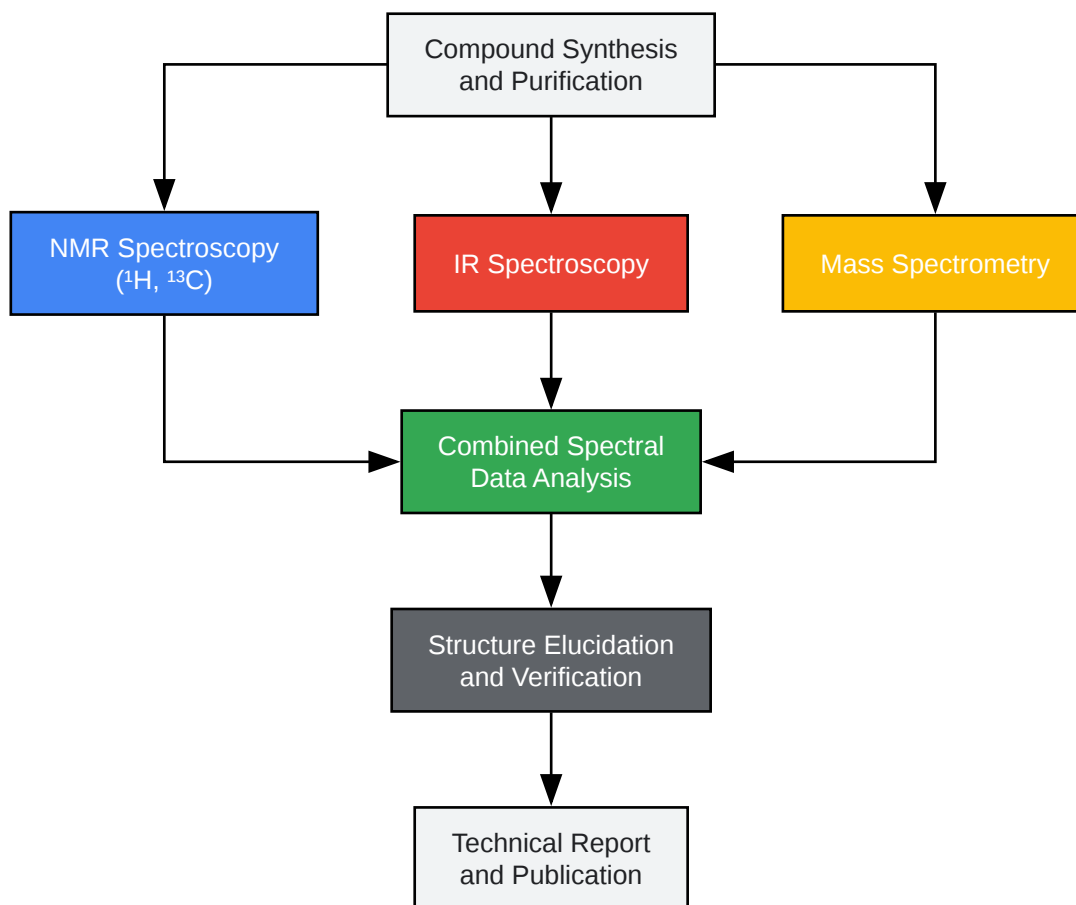 Compound Synthesis
and Purification
NMR Spectroscopy
(¹H, ¹³C)
IR Spectroscopy
Mass Spectrometry
Combined Spectral
Data Analysis
Structure Elucidation
and Verification
Technical Report
and Publication